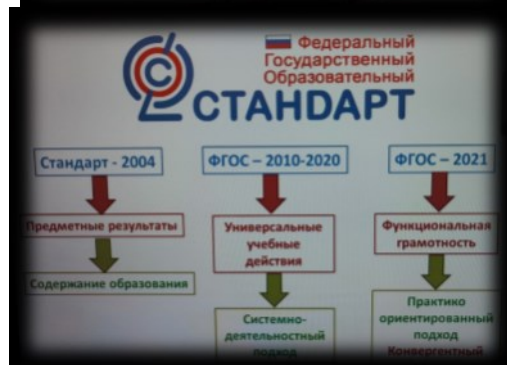 Федеральный
Государственный
Образовательный
СТАНДАРТ
Стандарт - 2004
ФГОС – 2010-2020
ФГОС – 2021
Предметные результаты
Универсальные
учебные
действия
Функциональная
грамотность
Содержание образования
Системно-
деятельностный
подход
Практико
ориентированный
подход
Конвергентный